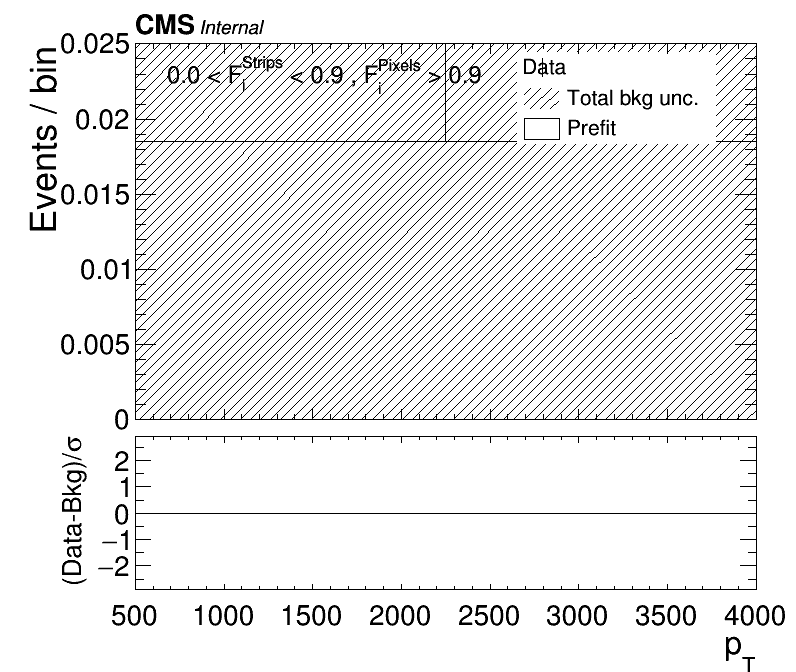 CMS Internal
0.0 < F_i^Strips < 0.9 , F_i^Pixels > 0.9
Data
Total bkg unc.
Prefit
Events / bin
0.025
0.02
0.015
0.01
0.005
0
(Data-Bkg)/σ
2
1
0
−1
−2
500 1000 1500 2000 2500 3000 3500 4000
p_T